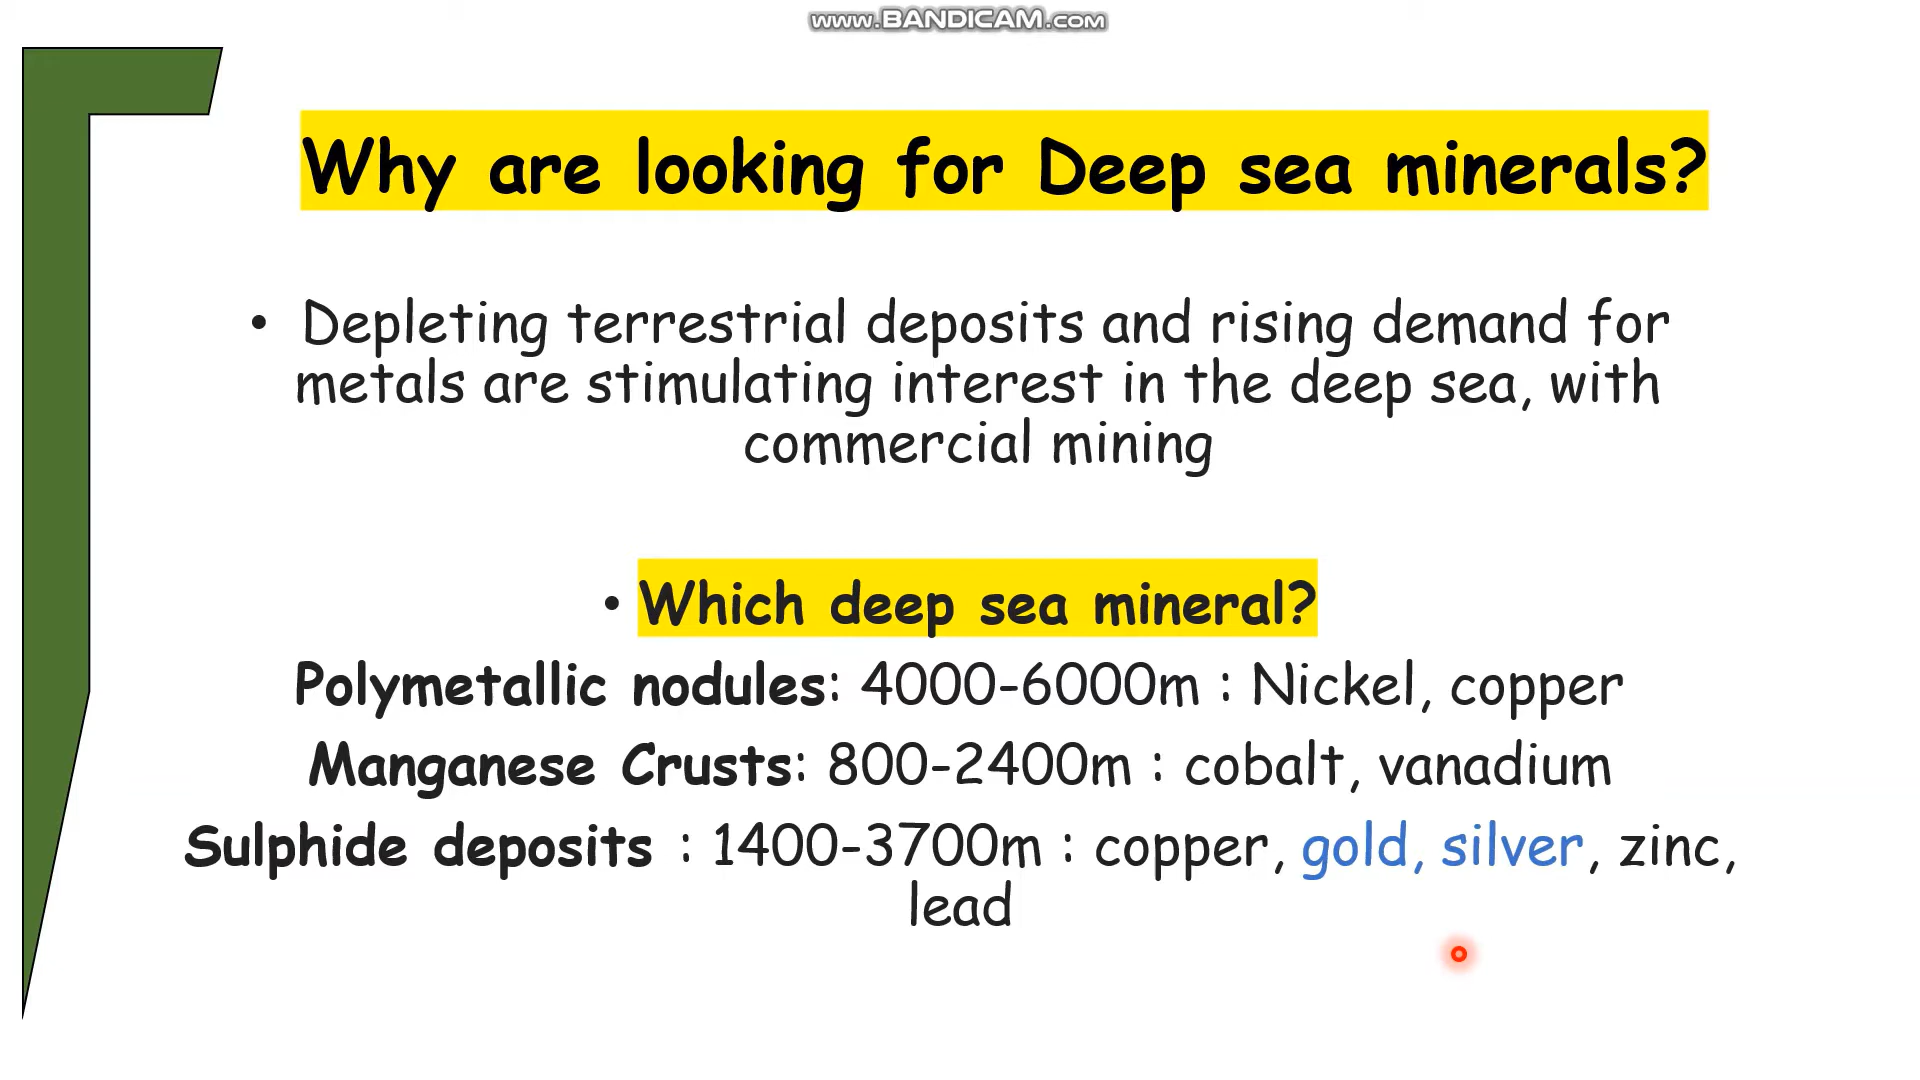 www.BANDICAM.com
Why are looking for Deep sea minerals?
• Depleting terrestrial deposits and rising demand for
metals are stimulating interest in the deep sea, with
commercial mining
• Which deep sea mineral?
Polymetallic nodules: 4000-6000m : Nickel, copper
Manganese Crusts: 800-2400m : cobalt, vanadium
Sulphide deposits : 1400-3700m : copper, gold, silver, zinc,
lead